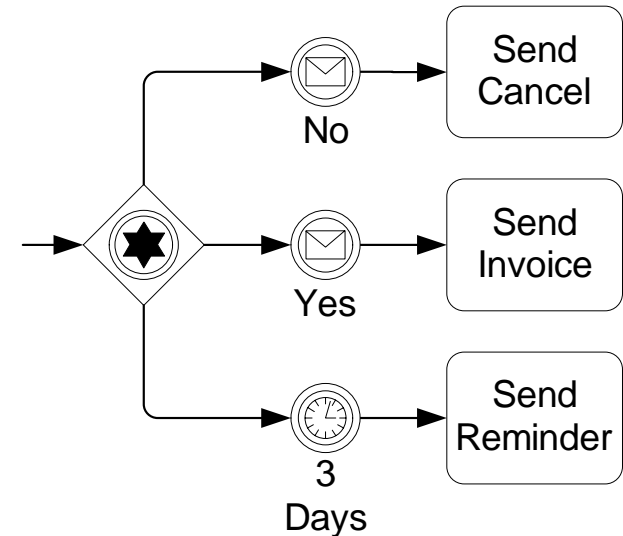 Send
Cancel
No
Send
Invoice
Yes
Send
Reminder
3
Days